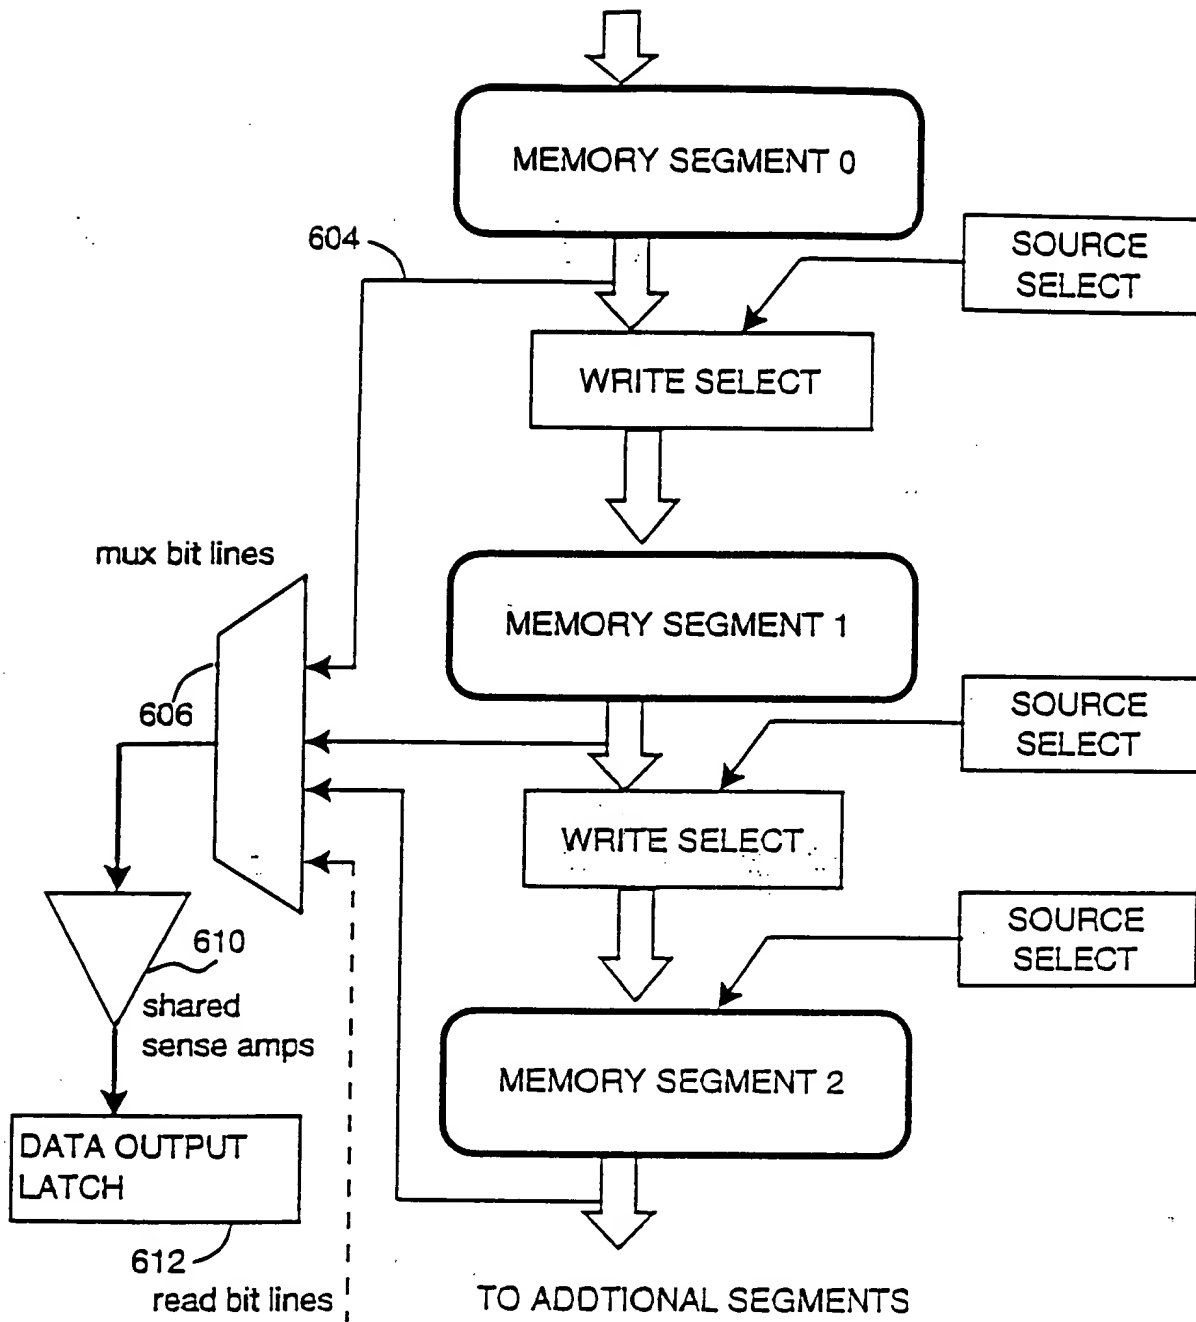 MEMORY SEGMENT 0
604
SOURCE
SELECT
WRITE SELECT
mux bit lines
MEMORY SEGMENT 1
606
SOURCE
SELECT
WRITE SELECT
SOURCE
SELECT
610
shared
sense amps
MEMORY SEGMENT 2
DATA OUTPUT
LATCH
612
read bit lines
TO ADDTIONAL SEGMENTS